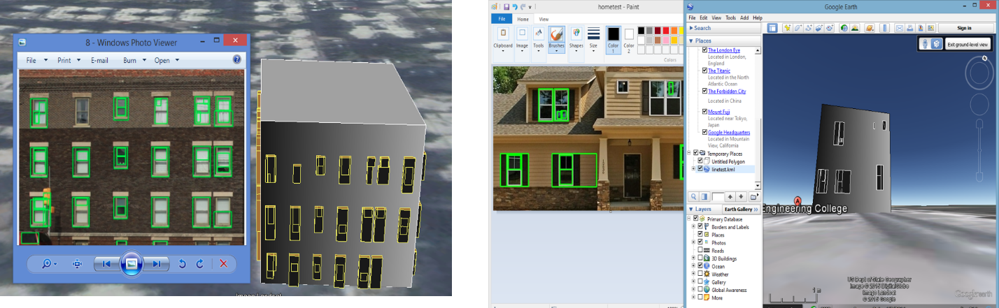 8 - Windows Photo Viewer
File Print E-mail Burn Open
hometest - Paint
File Home View
Clipboard Image Tools Brushes Shapes Size Color 1 Color 2
Colors
Google Earth
File Edit View Tools Add Help
Sign in
Search
Exit ground-level view
Places
The London Eye
Located in London,
England
The Titanic
Located in the North
Atlantic Ocean
The Forbidden City
Located in China
Mount Fuji
Located near Tokyo,
Japan
Google Headquarters
Located in Mountain
View, California
Temporary Places
Untitled Polygon
linetest.kml
Layers
Earth Gallery >>
Primary Database
Borders and Labels
Places
Photos
Roads
3D Buildings
Ocean
Weather
Gallery
Global Awareness
More
A
Engineering College
US Dept of State Geographer
Image © 2015 DigitalGlobe
Image Landsat
© 2015 Google
Google earth
1 m
Image Landsat